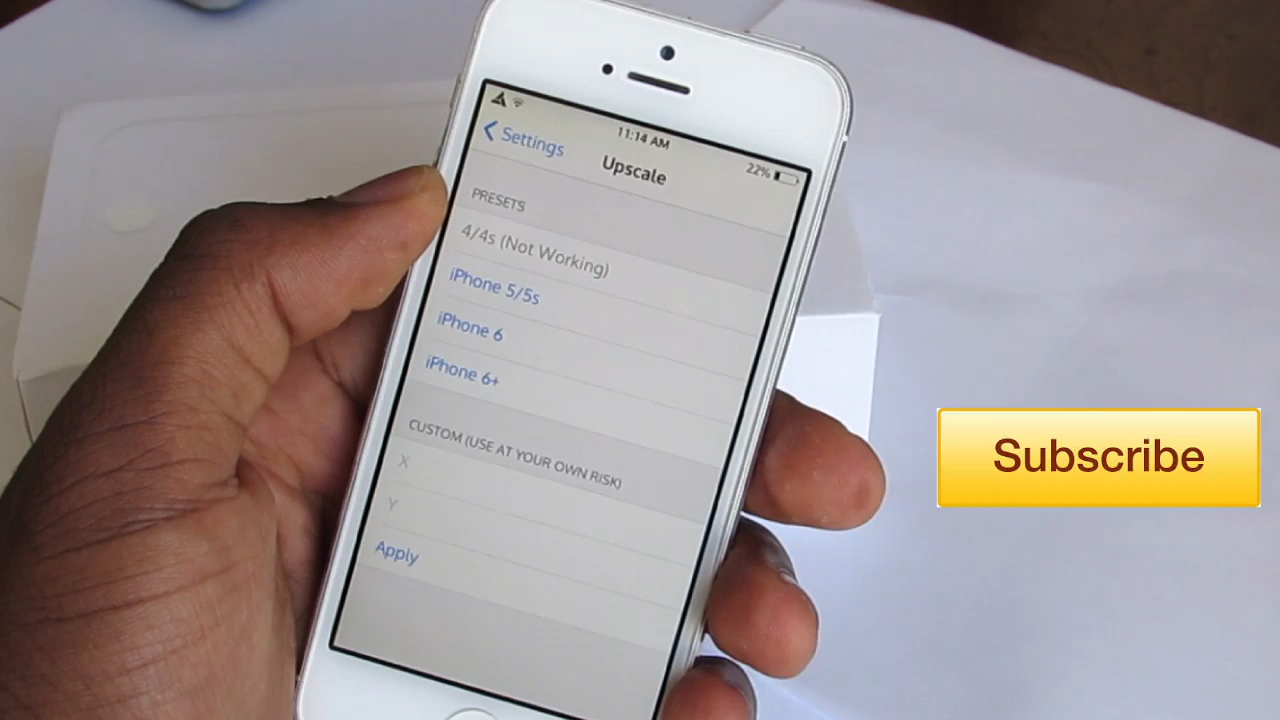 11:14 AM
22%
Settings
Upscale
PRESETS
4/4s (Not Working)
iPhone 5/5s
iPhone 6
iPhone 6+
CUSTOM (USE AT YOUR OWN RISK)
X
Y
Apply
Subscribe